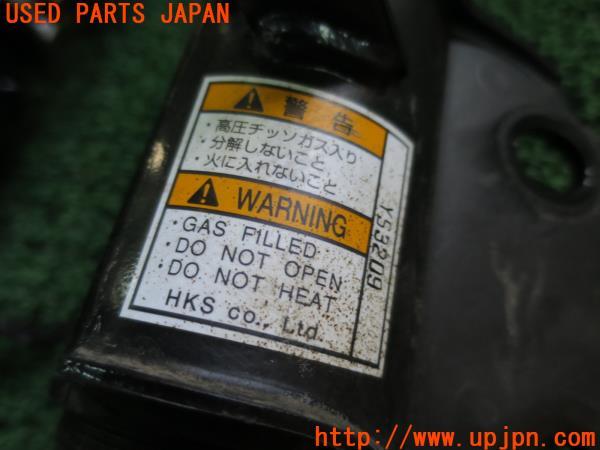 USED PARTS JAPAN
警告
・高圧チッソガス入り
・分解しないこと
・火に入れないこと
WARNING
・GAS FILLED
・DO NOT OPEN
・DO NOT HEAT
HKS co., Ltd.
YS3209
http://www.upjpn.com/